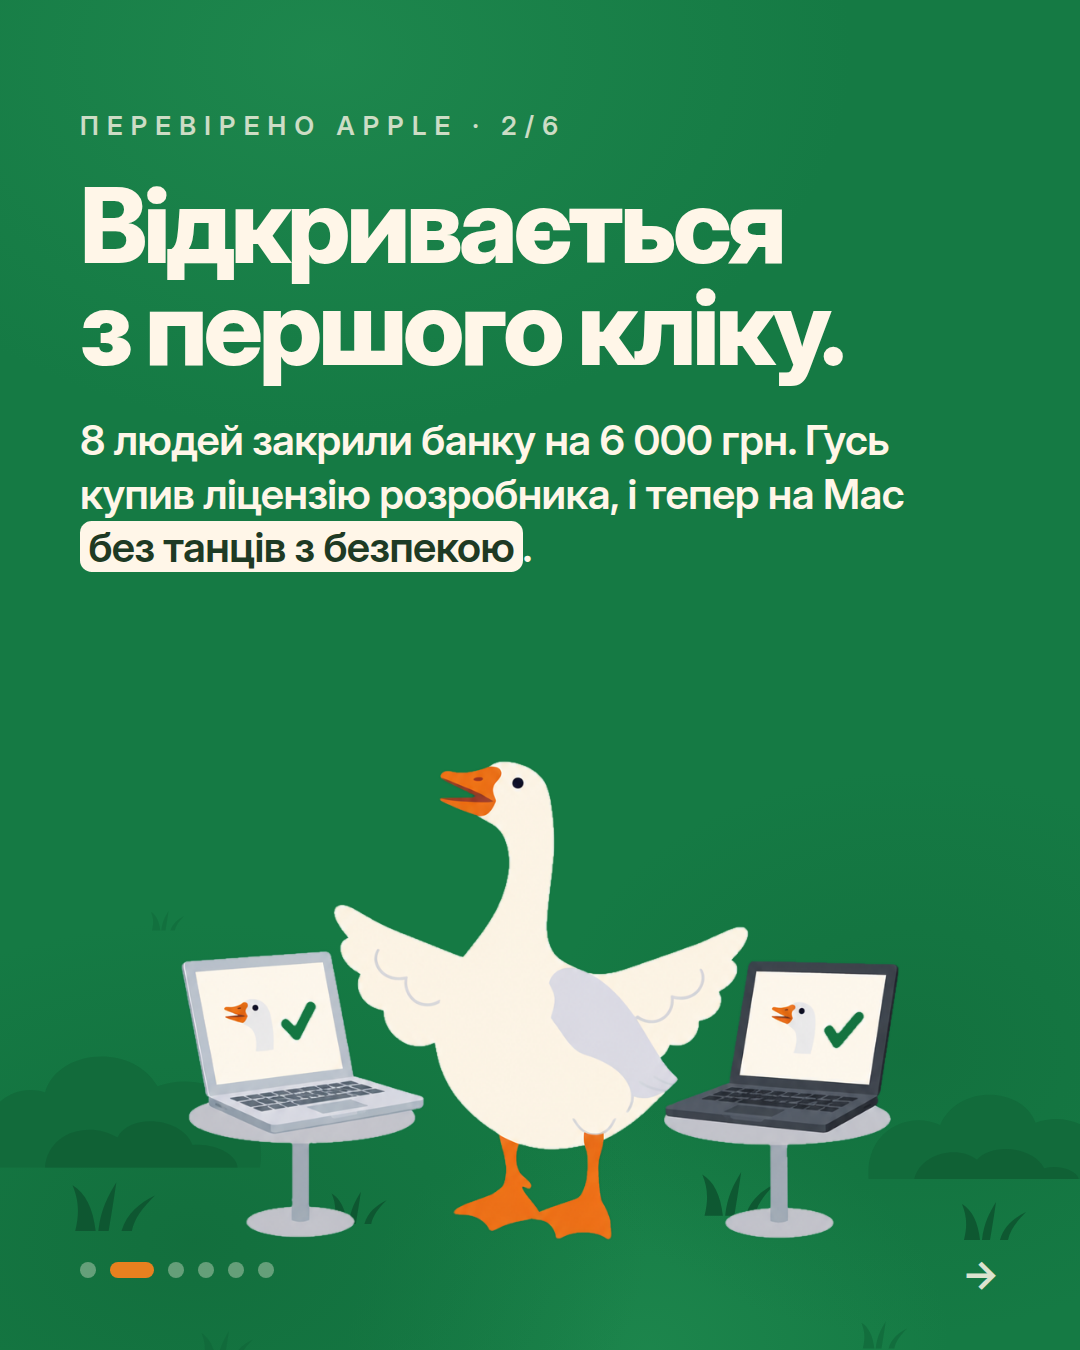 ПЕРЕВІРЕНО APPLE · 2/6
Відкривається
з першого кліку.
8 людей закрили банку на 6 000 грн. Гусь
купив ліцензію розробника, і тепер на Mac
без танців з безпекою.